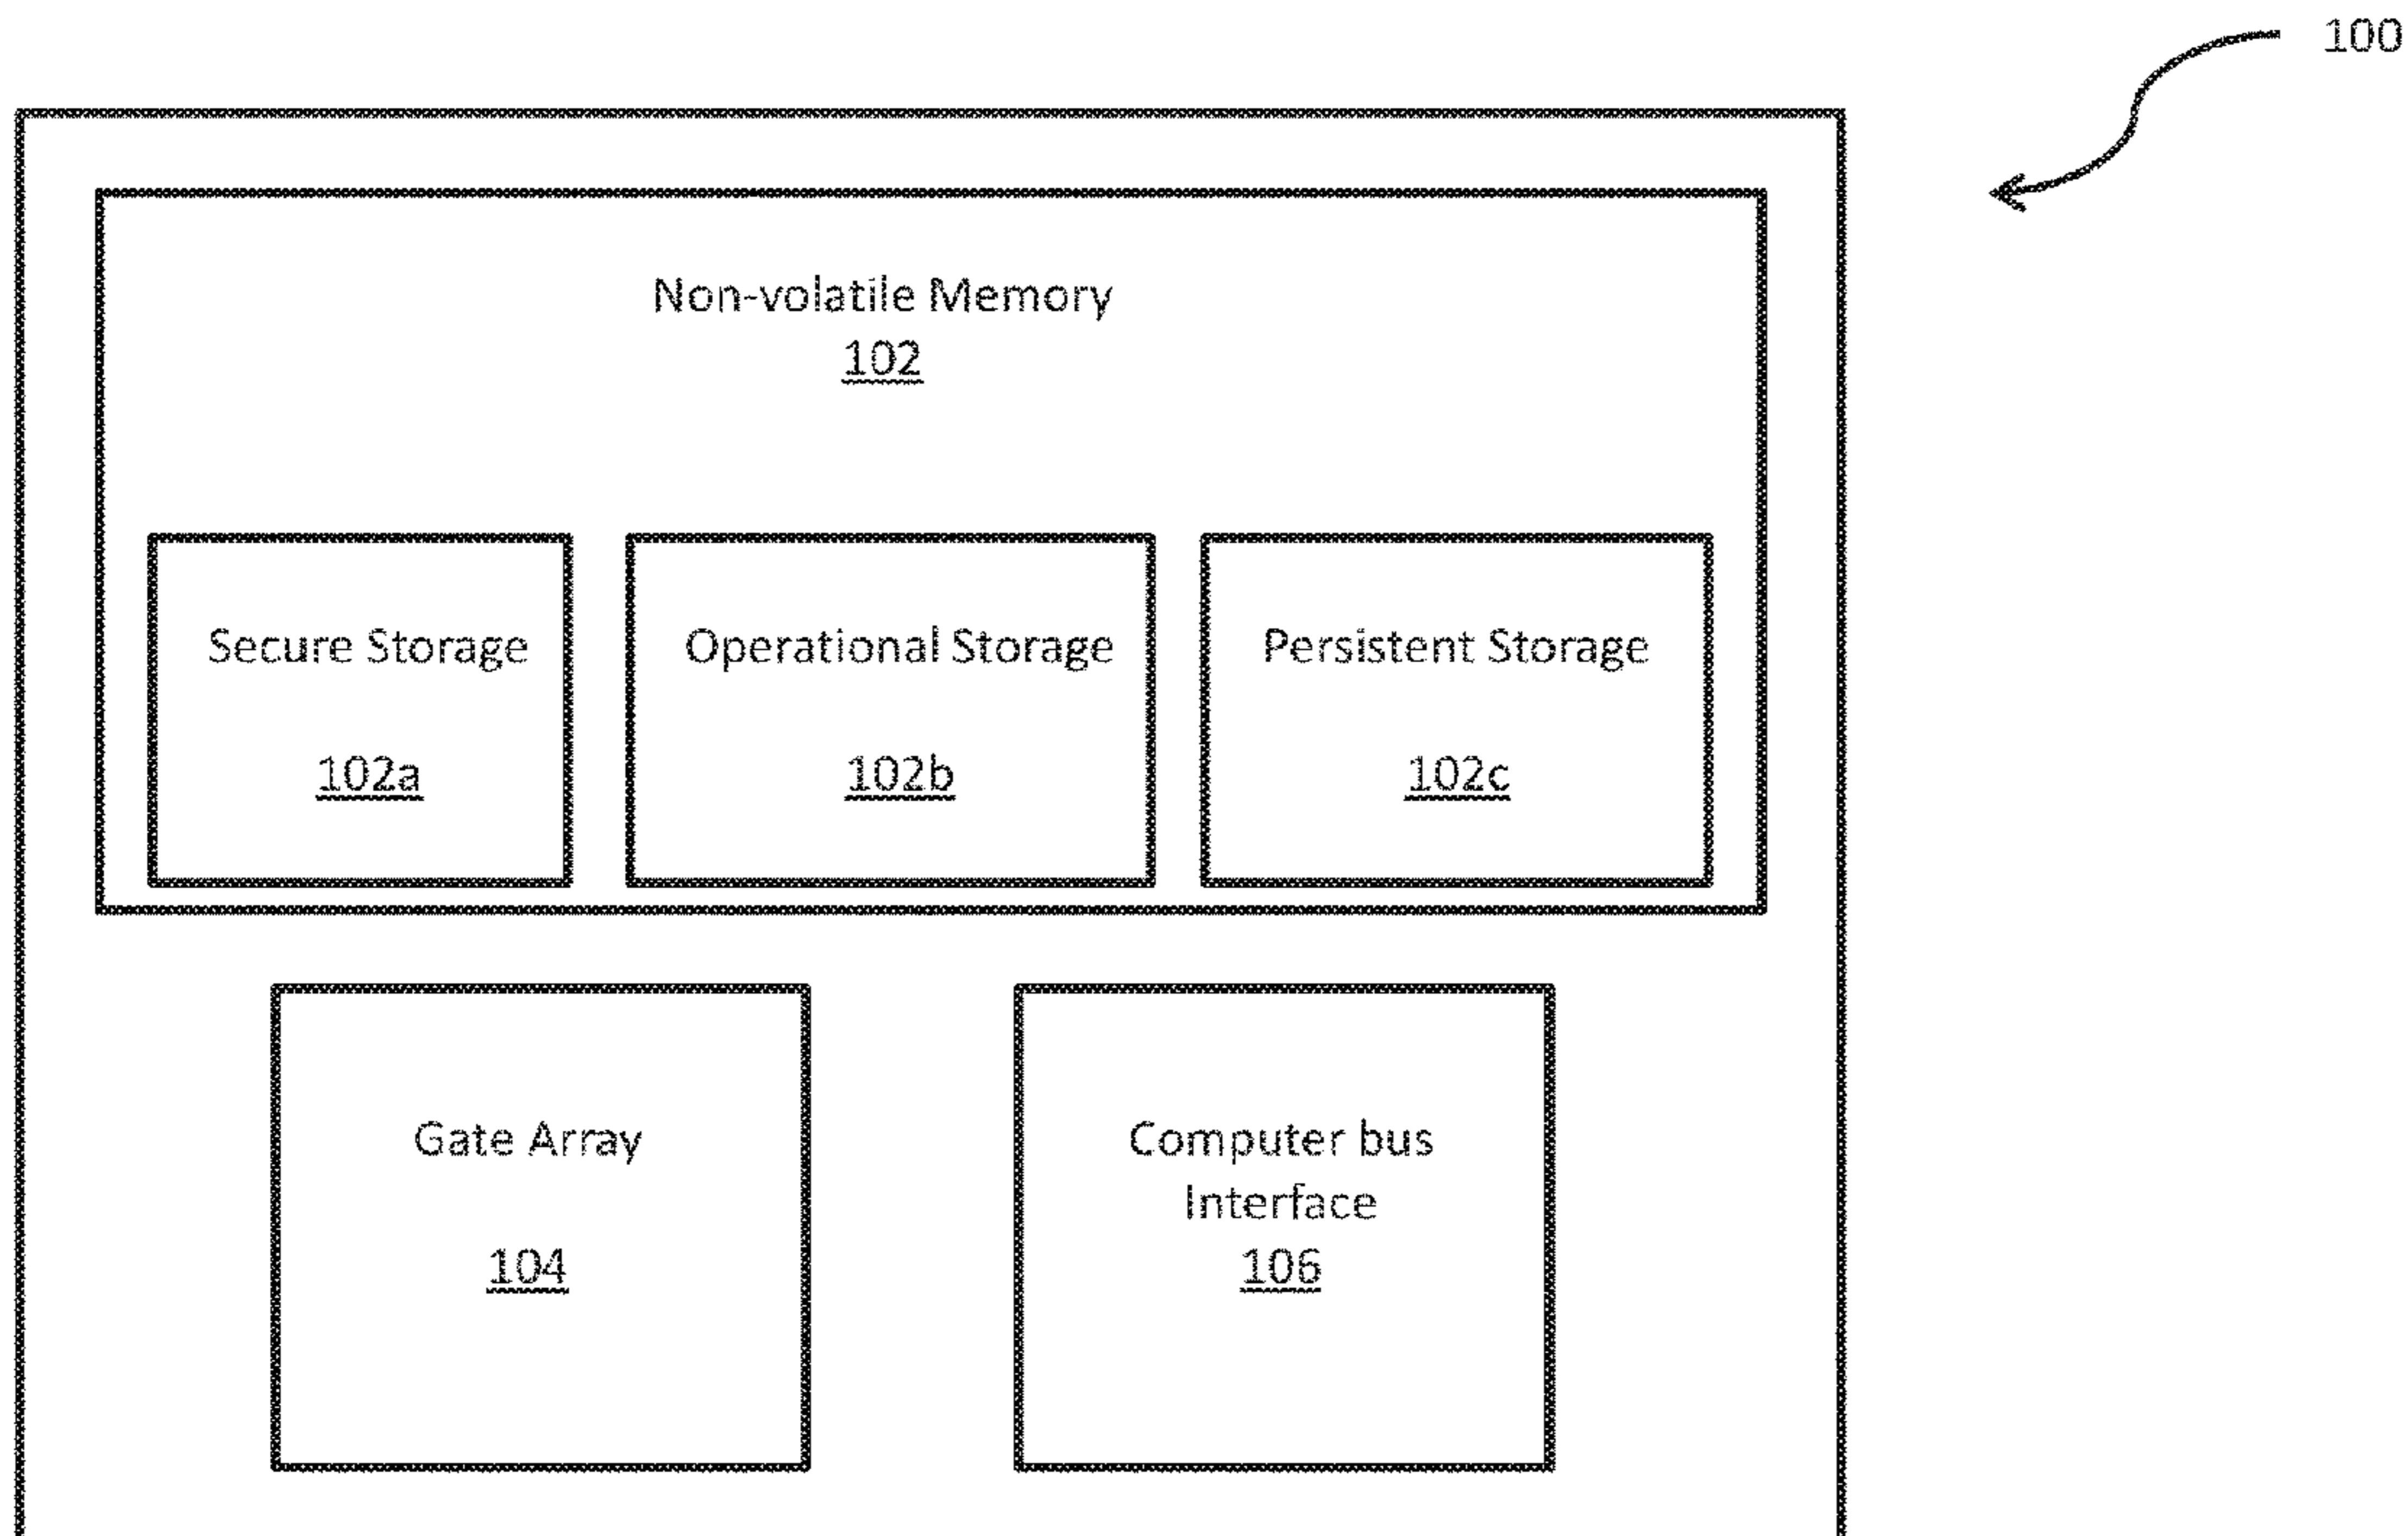 100
Non-volatile Memory
102
Secure Storage
102a
Operational Storage
102b
Persistent Storage
102c
Gate Array
104
Computer bus
Interface
106